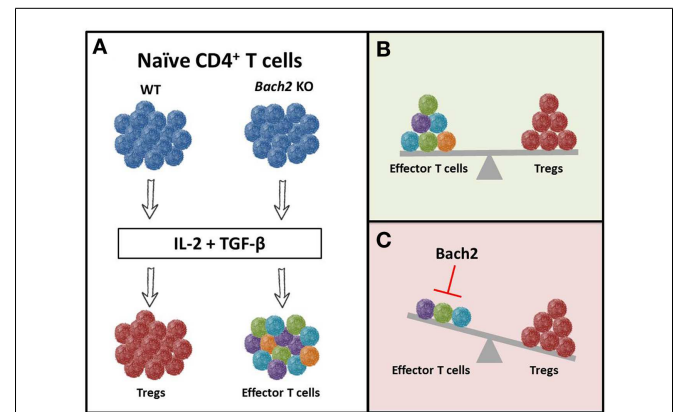 A
Naïve CD4⁺ T cells
WT
Bach2 KO
IL-2 + TGF-β
Tregs
Effector T cells
B
Effector T cells
Tregs
C
Bach2
Effector T cells
Tregs